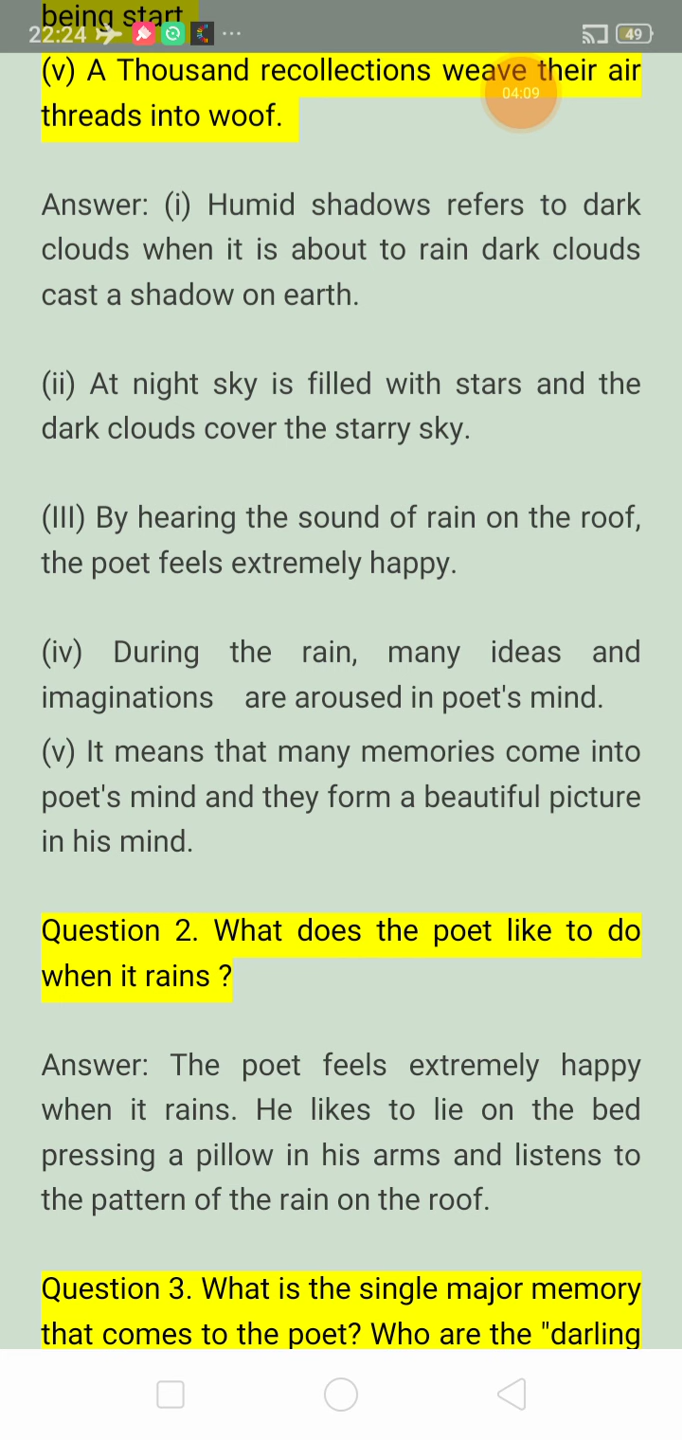 being start
22:24
49
04:09
(v) A Thousand recollections weave their air
threads into woof.
Answer: (i) Humid shadows refers to dark
clouds when it is about to rain dark clouds
cast a shadow on earth.
(ii) At night sky is filled with stars and the
dark clouds cover the starry sky.
(III) By hearing the sound of rain on the roof,
the poet feels extremely happy.
(iv) During the rain, many ideas and
imaginations are aroused in poet's mind.
(v) It means that many memories come into
poet's mind and they form a beautiful picture
in his mind.
Question 2. What does the poet like to do
when it rains ?
Answer: The poet feels extremely happy
when it rains. He likes to lie on the bed
pressing a pillow in his arms and listens to
the pattern of the rain on the roof.
Question 3. What is the single major memory
that comes to the poet? Who are the "darling